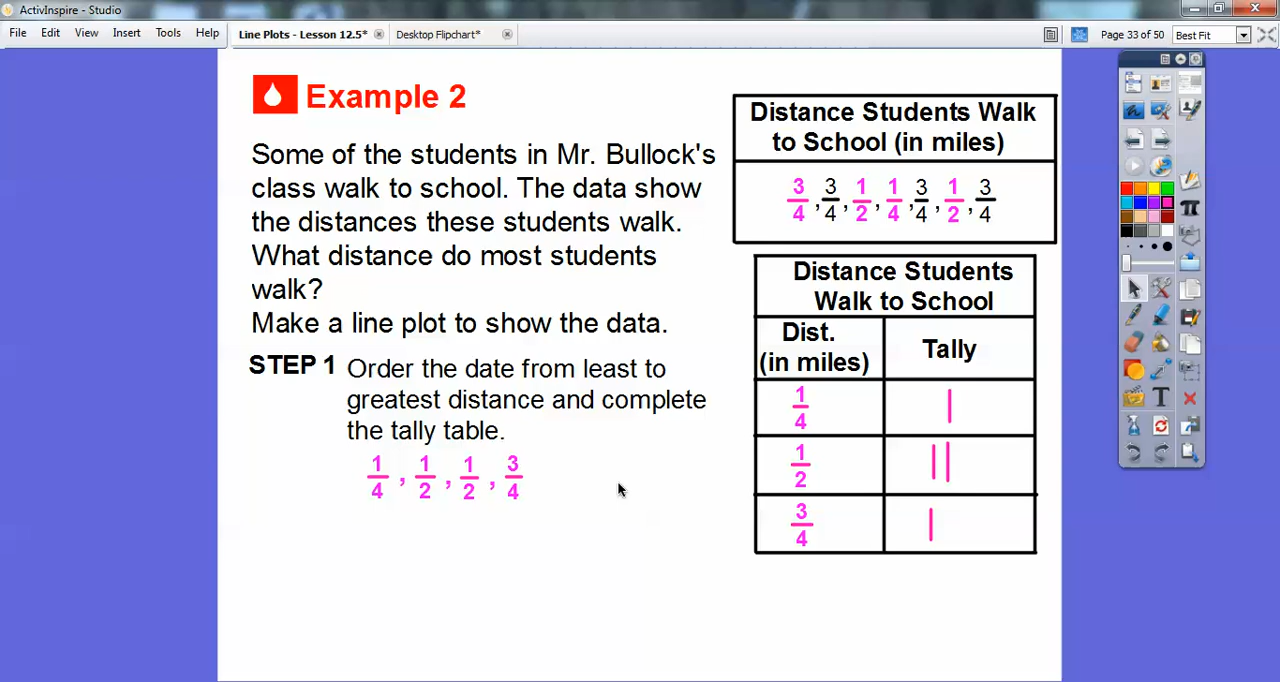 ActivInspire - Studio
File Edit View Insert Tools Help
Line Plots - Lesson 12.5*
Desktop Flipchart*
Page 33 of 50
Best Fit
Example 2
Some of the students in Mr. Bullock's
class walk to school. The data show
the distances these students walk.
What distance do most students
walk?
Make a line plot to show the data.
STEP 1 Order the date from least to
greatest distance and complete
the tally table.
1/4, 1/2, 1/2, 3/4
Distance Students Walk
to School (in miles)
3/4, 3/4, 1/2, 1/4, 3/4, 1/2, 3/4
Distance Students
Walk to School
Dist.
(in miles)
Tally
1/4 |
1/2 ||
3/4 |